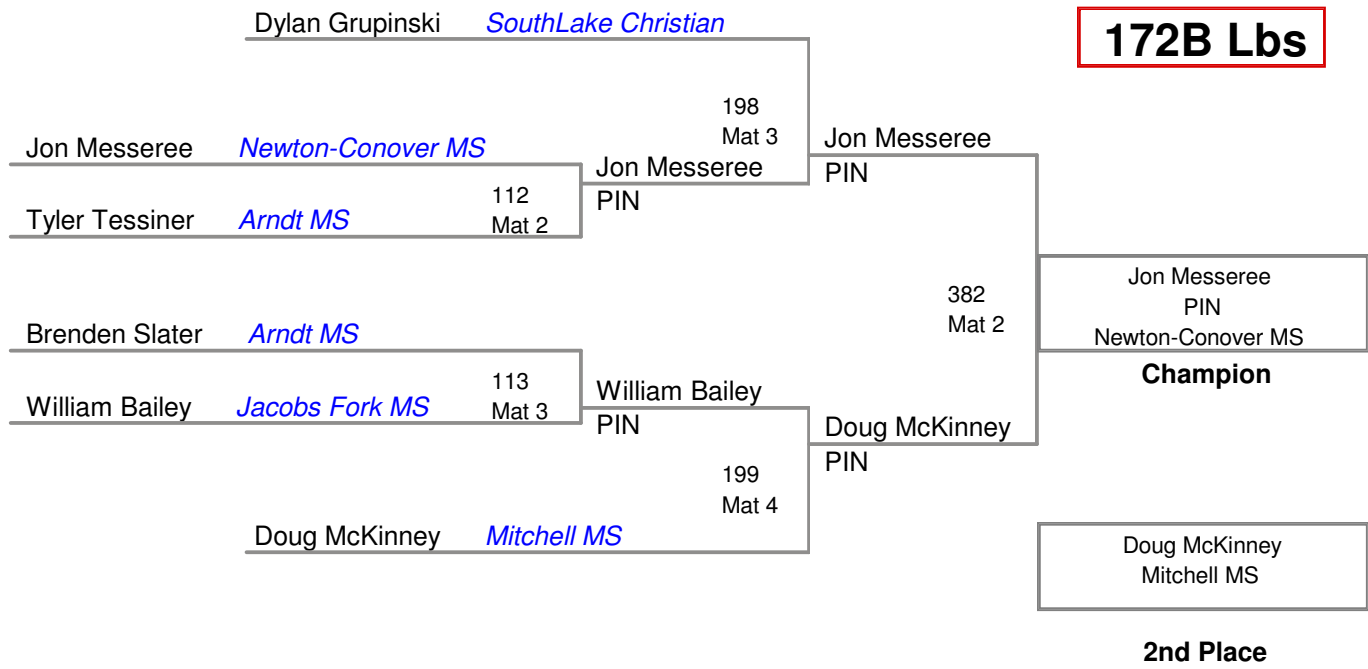 Dylan Grupinski SouthLake Christian
172B Lbs
198
Mat 3
Jon Messeree Newton-Conover MS
Jon Messeree
PIN
Jon Messeree
PIN
112
Mat 2
Tyler Tessiner Arndt MS
382
Mat 2
Jon Messeree
PIN
Newton-Conover MS
Champion
Brenden Slater Arndt MS
113
Mat 3
William Bailey Jacobs Fork MS
William Bailey
PIN
Doug McKinney
PIN
199
Mat 4
Doug McKinney Mitchell MS
Doug McKinney
Mitchell MS
2nd Place